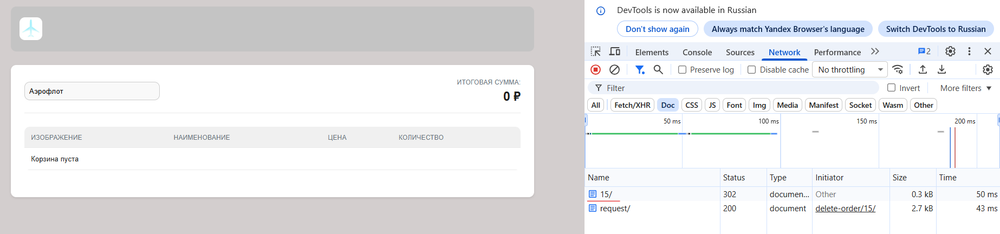 Аэрофлот
ИТОГОВАЯ СУММА:
0 ₽
ИЗОБРАЖЕНИЕ НАИМЕНОВАНИЕ ЦЕНА КОЛИЧЕСТВО
Корзина пуста
DevTools is now available in Russian
Don't show again Always match Yandex Browser's language Switch DevTools to Russian
Elements Console Sources Network Performance 2
Preserve log Disable cache No throttling
Filter Invert More filters
All Fetch/XHR Doc CSS JS Font Img Media Manifest Socket Wasm Other
50 ms 100 ms 150 ms 200 ms
Name Status Type Initiator Size Time
15/ 302 documen... Other 0.3 kB 50 ms
request/ 200 document delete-order/15/ 2.7 kB 43 ms